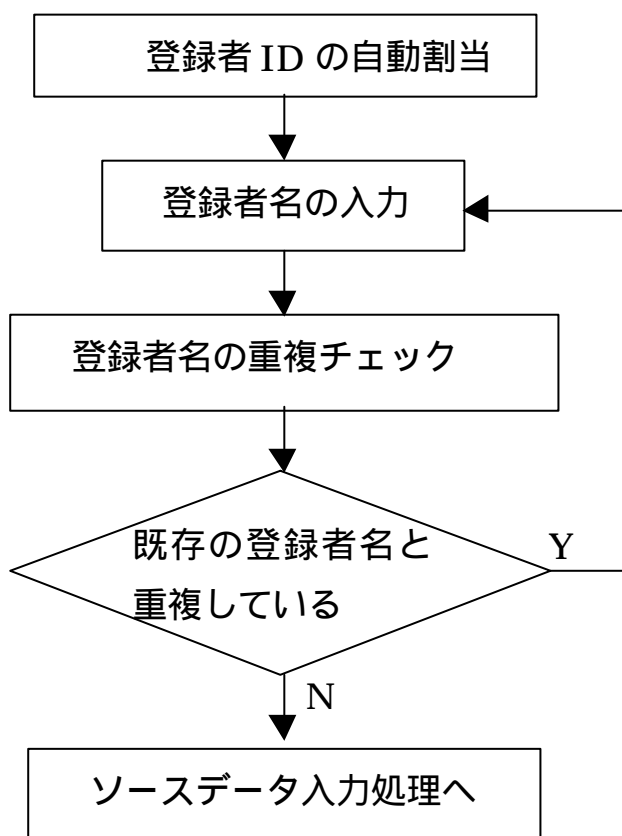 登録者 ID の自動割当
登録者名の入力
登録者名の重複チェック
既存の登録者名と
重複している
Y
N
ソースデータ入力処理へ